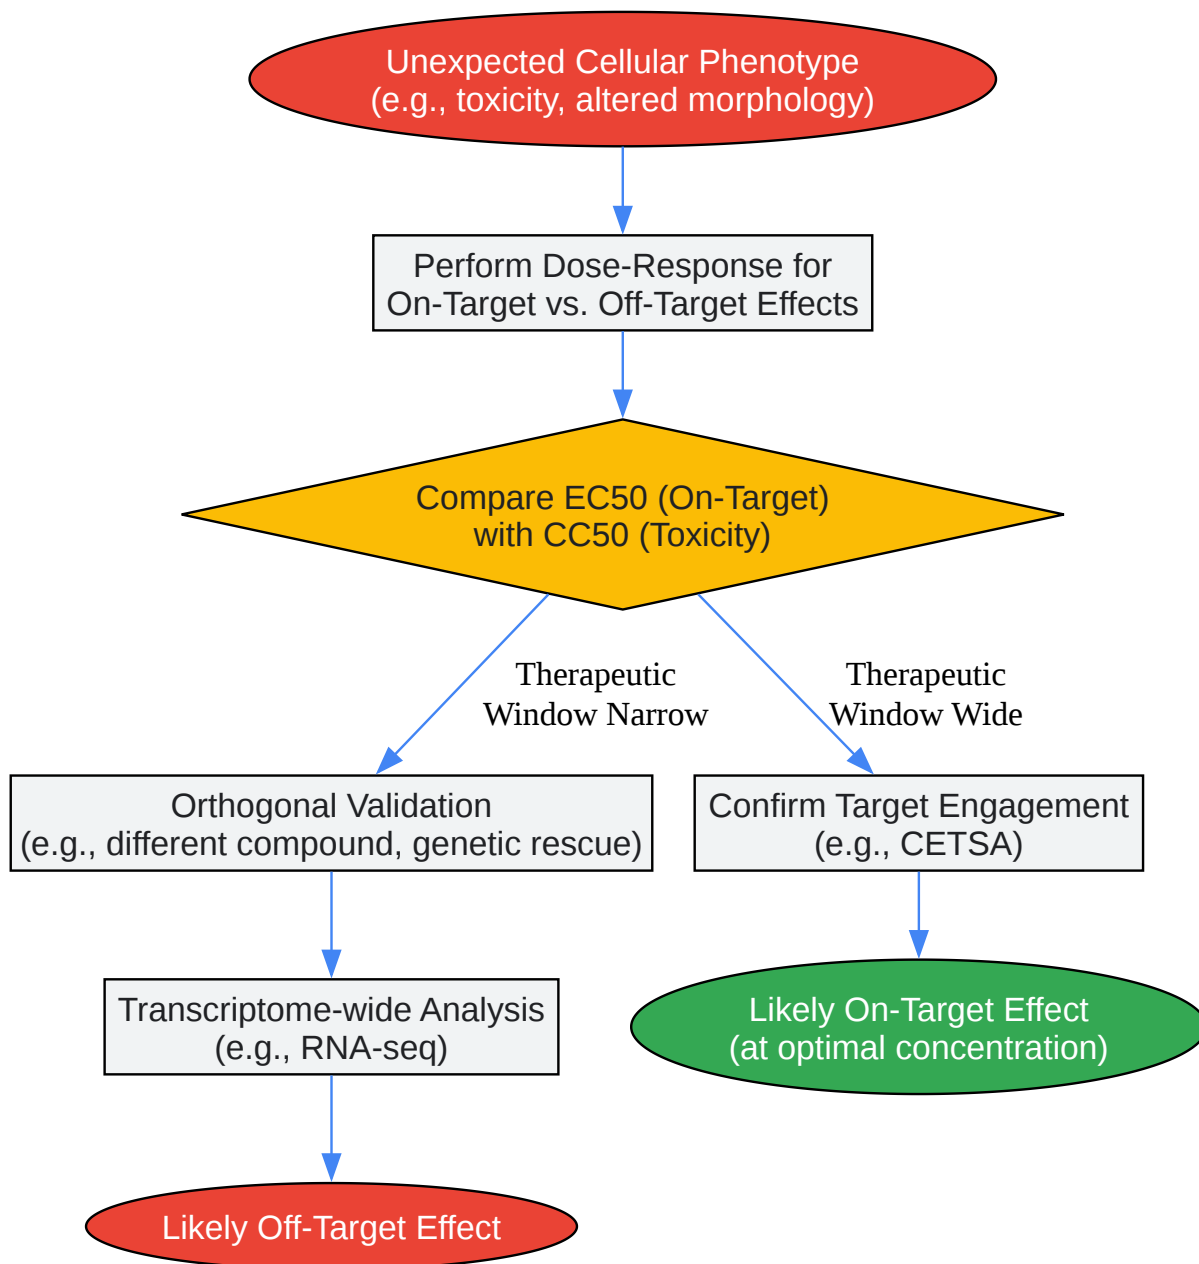 Unexpected Cellular Phenotype
(e.g., toxicity, altered morphology)
Perform Dose-Response for
On-Target vs. Off-Target Effects
Compare EC50 (On-Target)
with CC50 (Toxicity)
Therapeutic
Window Narrow
Therapeutic
Window Wide
Orthogonal Validation
(e.g., different compound, genetic rescue)
Confirm Target Engagement
(e.g., CETSA)
Transcriptome-wide Analysis
(e.g., RNA-seq)
Likely On-Target Effect
(at optimal concentration)
Likely Off-Target Effect